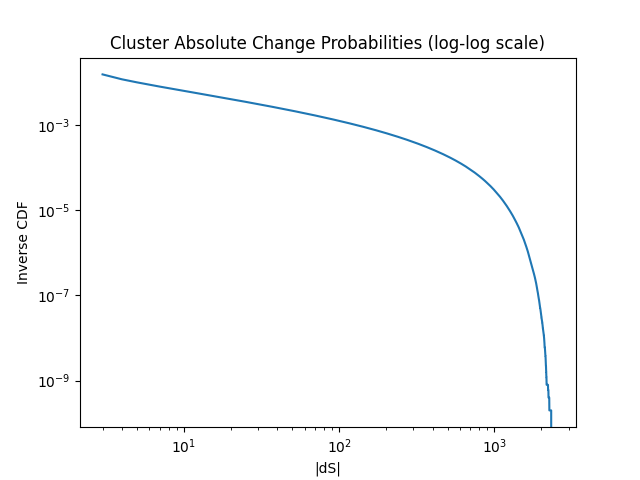 Cluster Absolute Change Probabilities (log-log scale)
Inverse CDF
10⁻³
10⁻⁵
10⁻⁷
10⁻⁹
10¹
10²
10³
|dS|